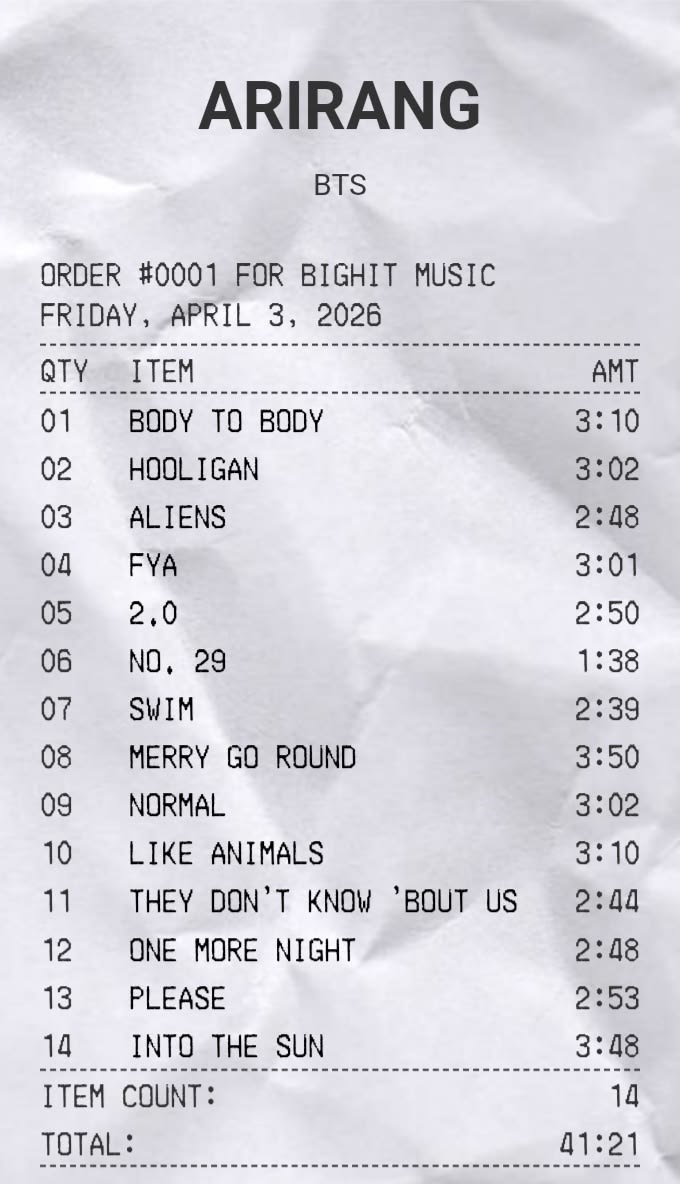 ARIRANG
BTS
ORDER #0001 FOR BIGHIT MUSIC
FRIDAY, APRIL 3, 2026
QTY ITEM AMT
01 BODY TO BODY 3:10
02 HOOLIGAN 3:02
03 ALIENS 2:48
04 FYA 3:01
05 2.0 2:50
06 NO. 29 1:38
07 SWIM 2:39
08 MERRY GO ROUND 3:50
09 NORMAL 3:02
10 LIKE ANIMALS 3:10
11 THEY DON'T KNOW 'BOUT US 2:44
12 ONE MORE NIGHT 2:48
13 PLEASE 2:53
14 INTO THE SUN 3:48
ITEM COUNT: 14
TOTAL: 41:21